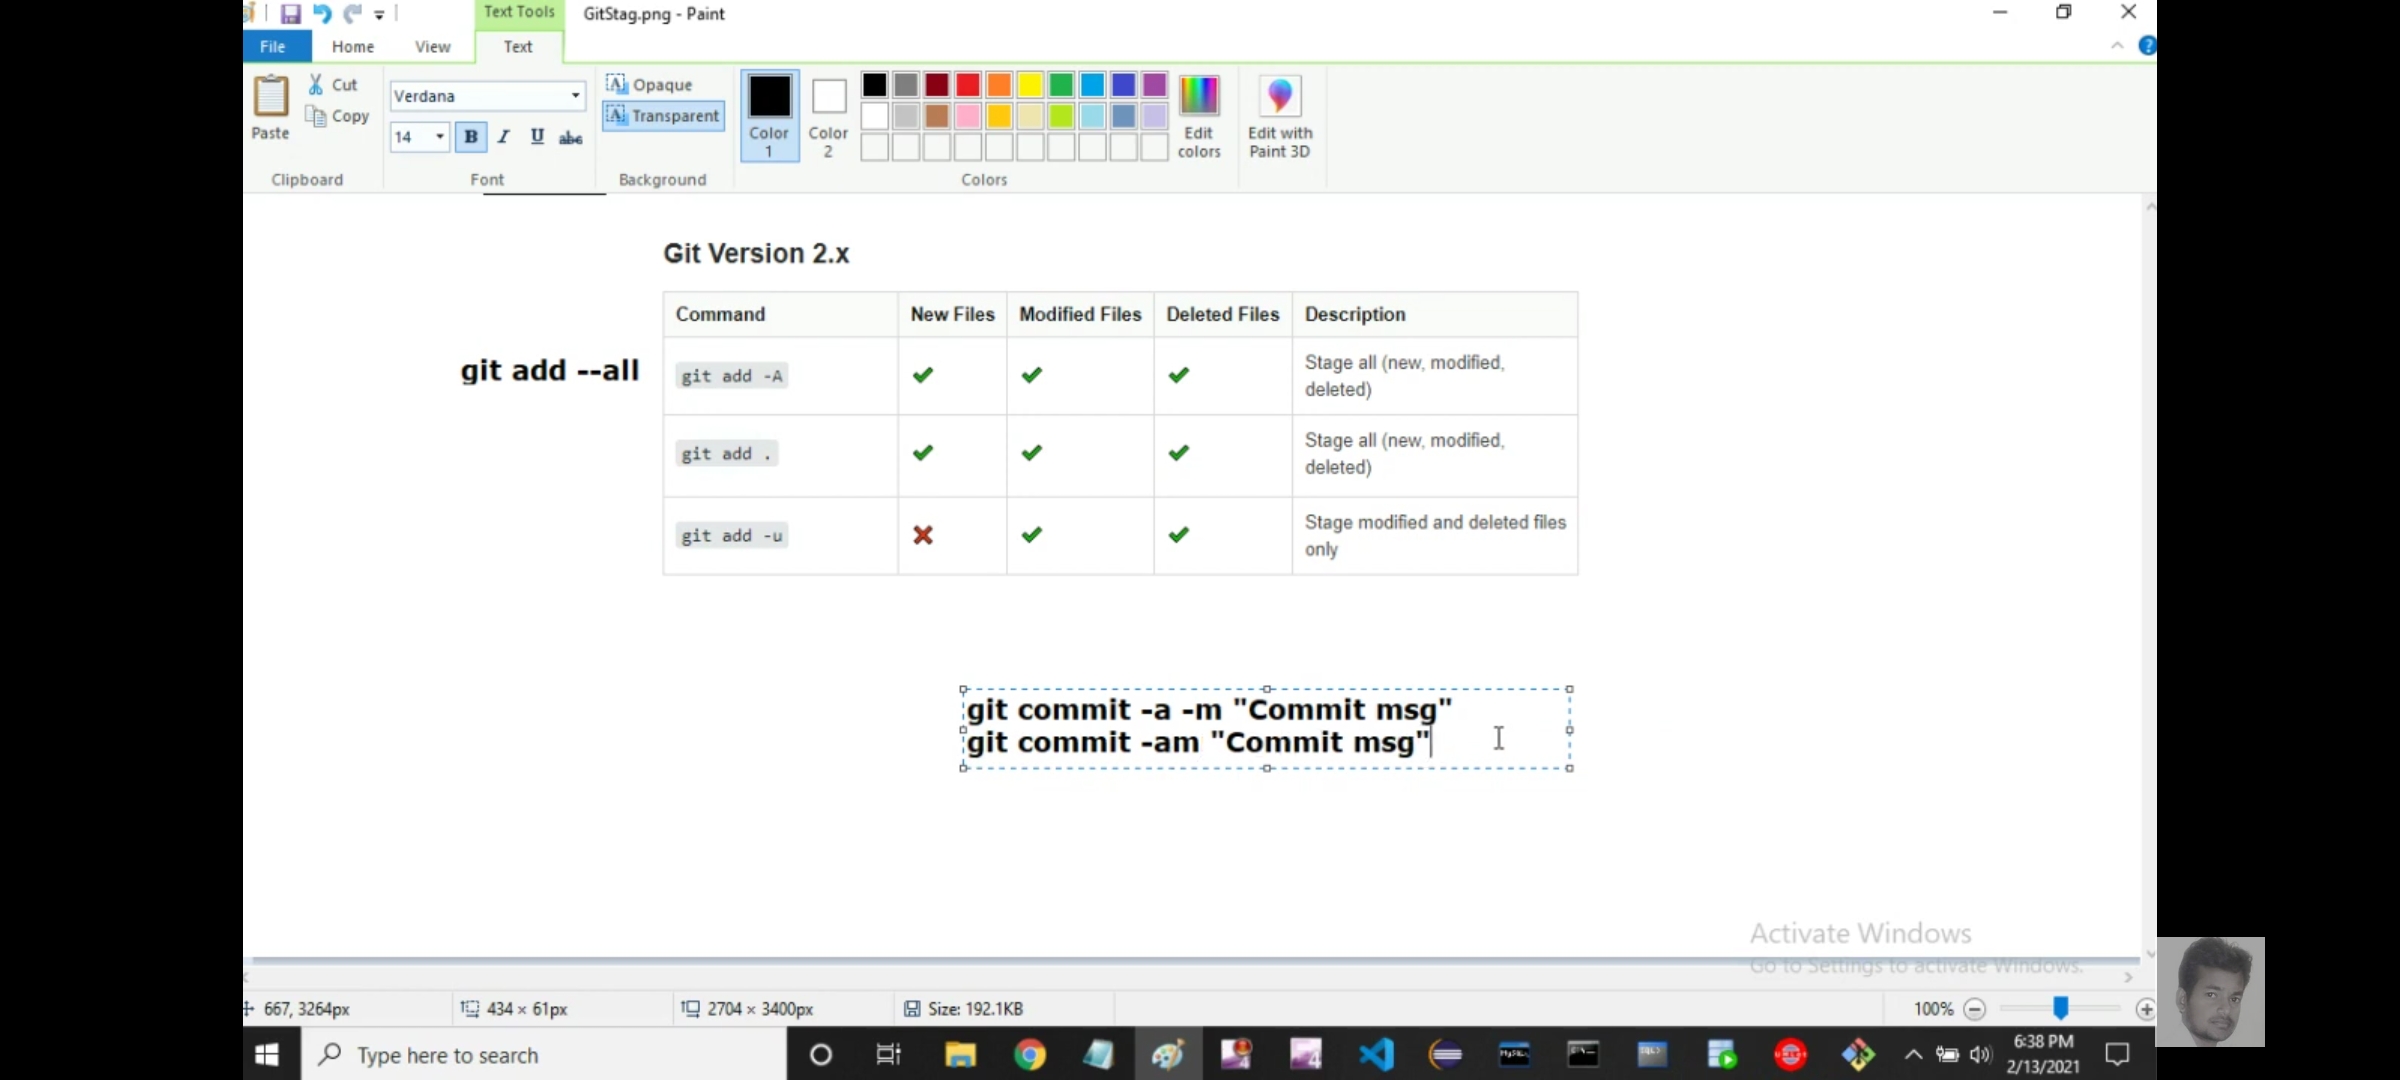 Text Tools
GitStag.png - Paint
File
Home
View
Text
Paste
Cut
Copy
Clipboard
Verdana
14
B
I
U
abc
Font
Opaque
Transparent
Background
Color
1
Color
2
Edit
colors
Colors
Edit with
Paint 3D
Git Version 2.x
Command
New Files
Modified Files
Deleted Files
Description
git add --all
git add -A
Stage all (new, modified,
deleted)
git add .
Stage all (new, modified,
deleted)
git add -u
Stage modified and deleted files
only
git commit -a -m "Commit msg"
git commit -am "Commit msg"
Activate Windows
Go to Settings to activate Windows.
667, 3264px
434 × 61px
2704 × 3400px
Size: 192.1KB
100%
Type here to search
6:38 PM
2/13/2021